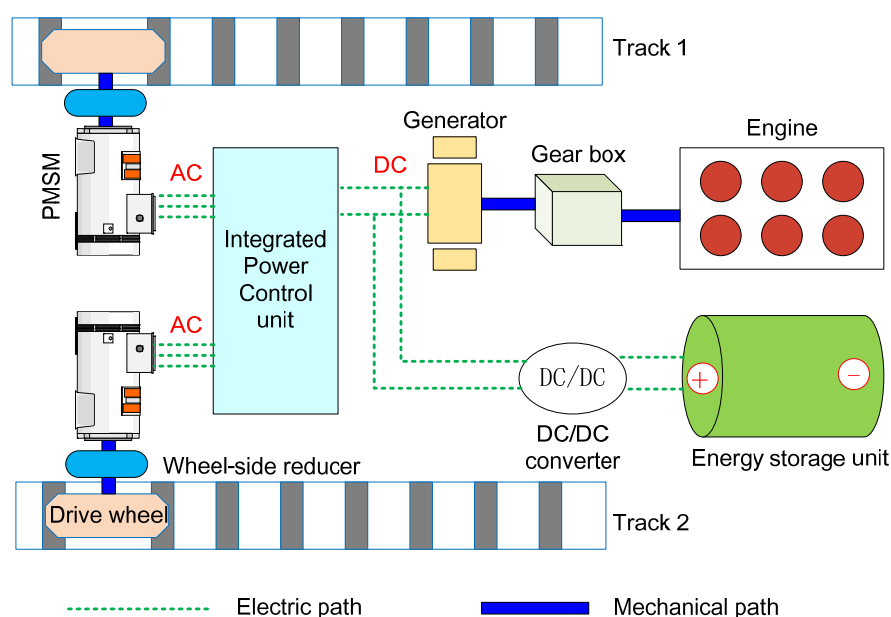 Track 1
Generator
Engine
Gear box
PMSM
AC
DC
Integrated
Power
Control
unit
AC
DC/DC
+
-
DC/DC
converter
Energy storage unit
Wheel-side reducer
Drive wheel
Track 2
Electric path
Mechanical path